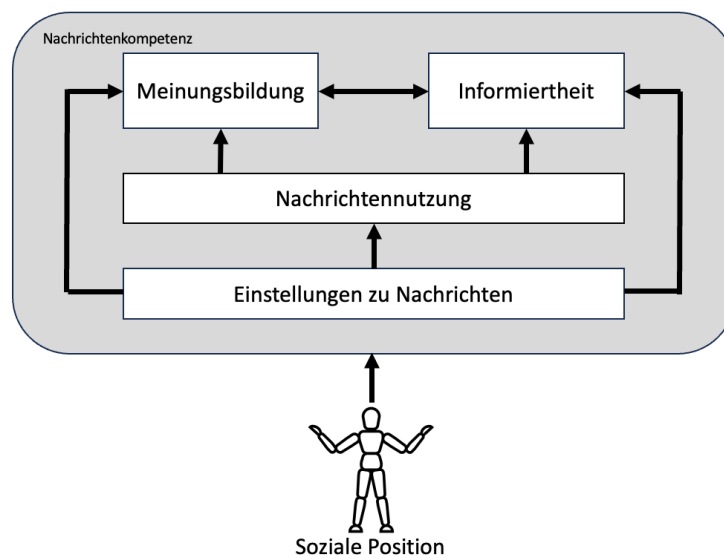 Nachrichtenkompetenz
Meinungsbildung
Informiertheit
Nachrichtennutzung
Einstellungen zu Nachrichten
Soziale Position